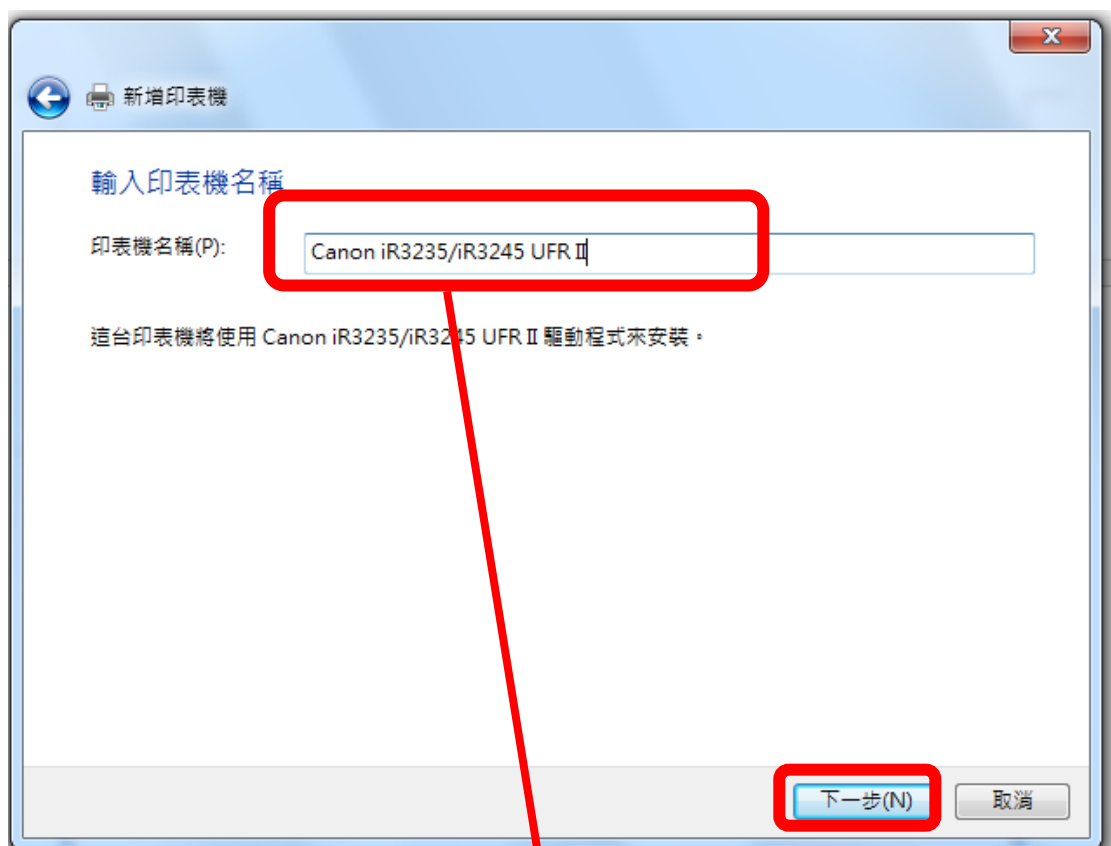 新增印表機
輸入印表機名稱
印表機名稱(P):
Canon iR3235/iR3245 UFR II
這台印表機將使用 Canon iR3235/iR3245 UFR II 驅動程式來安裝。
下一步(N)
取消